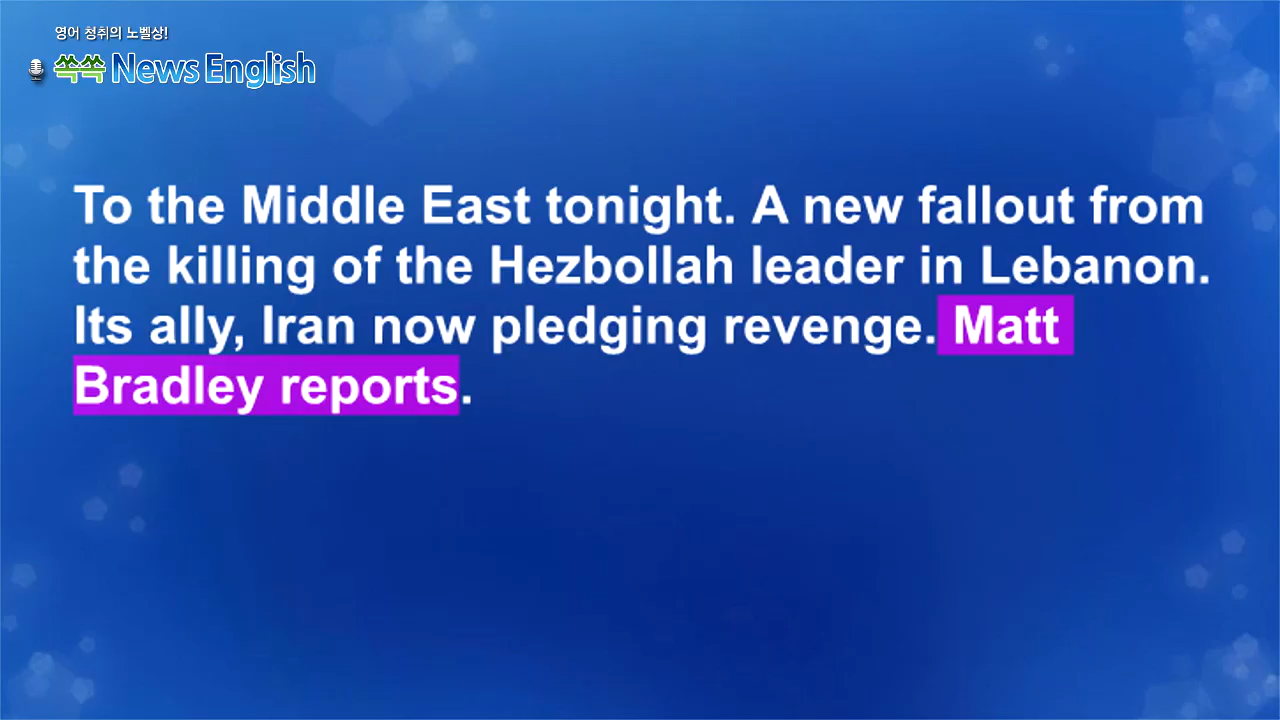 영어 청취의 노벨상!
쏙쏙 News English
To the Middle East tonight. A new fallout from
the killing of the Hezbollah leader in Lebanon.
Its ally, Iran now pledging revenge. Matt
Bradley reports.